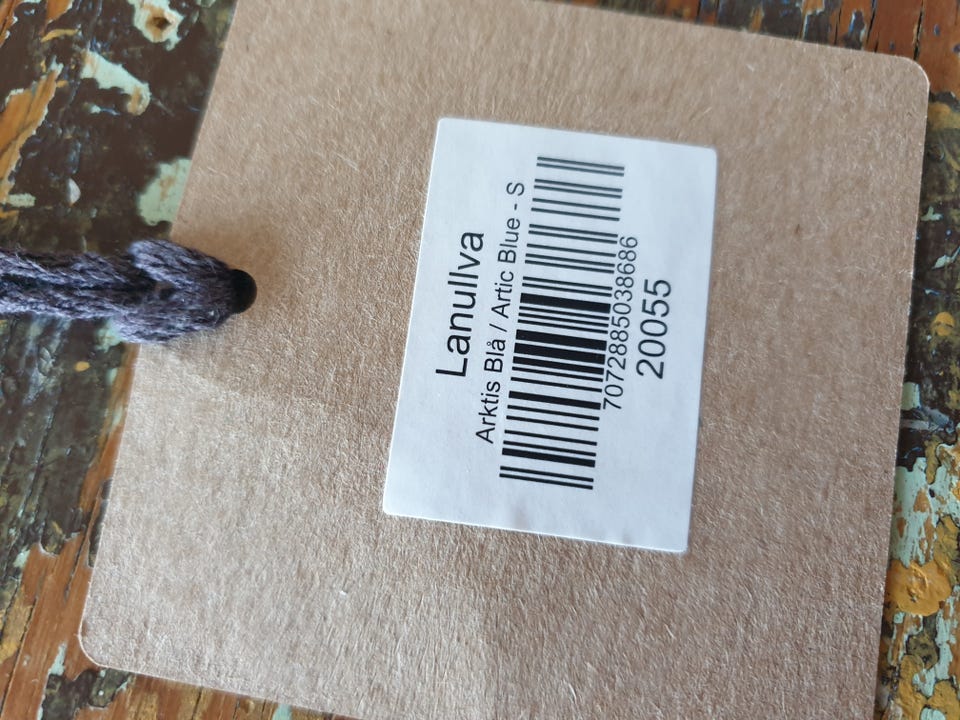 Lanullva
Arktis Blå / Artic Blue - S
7072885038686
20055